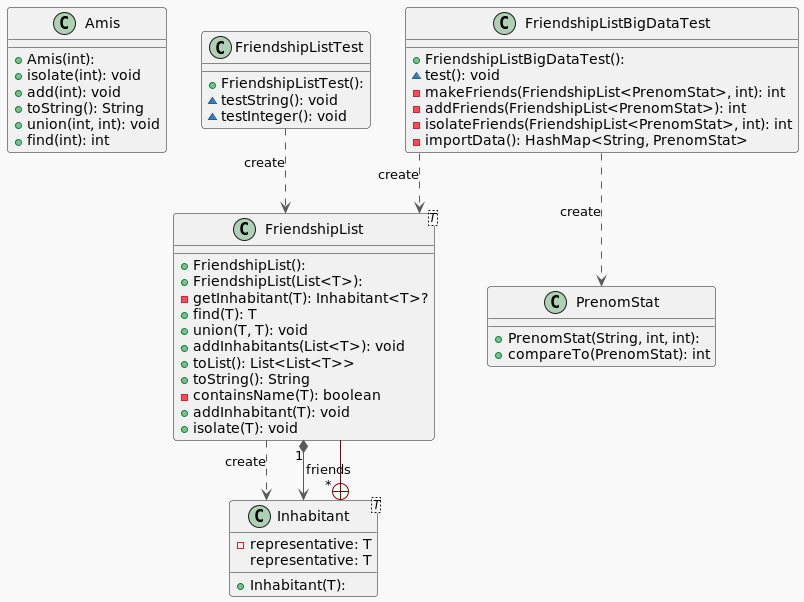 C Amis
Amis(int):
isolate(int): void
add(int): void
toString(): String
union(int, int): void
find(int): int
C FriendshipListTest
FriendshipListTest():
testString(): void
testInteger(): void
C FriendshipListBigDataTest
FriendshipListBigDataTest():
test(): void
makeFriends(FriendshipList<PrenomStat>, int): int
addFriends(FriendshipList<PrenomStat>): int
isolateFriends(FriendshipList<PrenomStat>, int): int
importData(): HashMap<String, PrenomStat>
create
create
create
C FriendshipList
T
FriendshipList():
FriendshipList(List<T>):
getInhabitant(T): Inhabitant<T>?
find(T): T
union(T, T): void
addInhabitants(List<T>): void
toList(): List<List<T>>
toString(): String
containsName(T): boolean
addInhabitant(T): void
isolate(T): void
C PrenomStat
PrenomStat(String, int, int):
compareTo(PrenomStat): int
create
1
friends
*
C Inhabitant
T
representative: T
representative: T
Inhabitant(T):